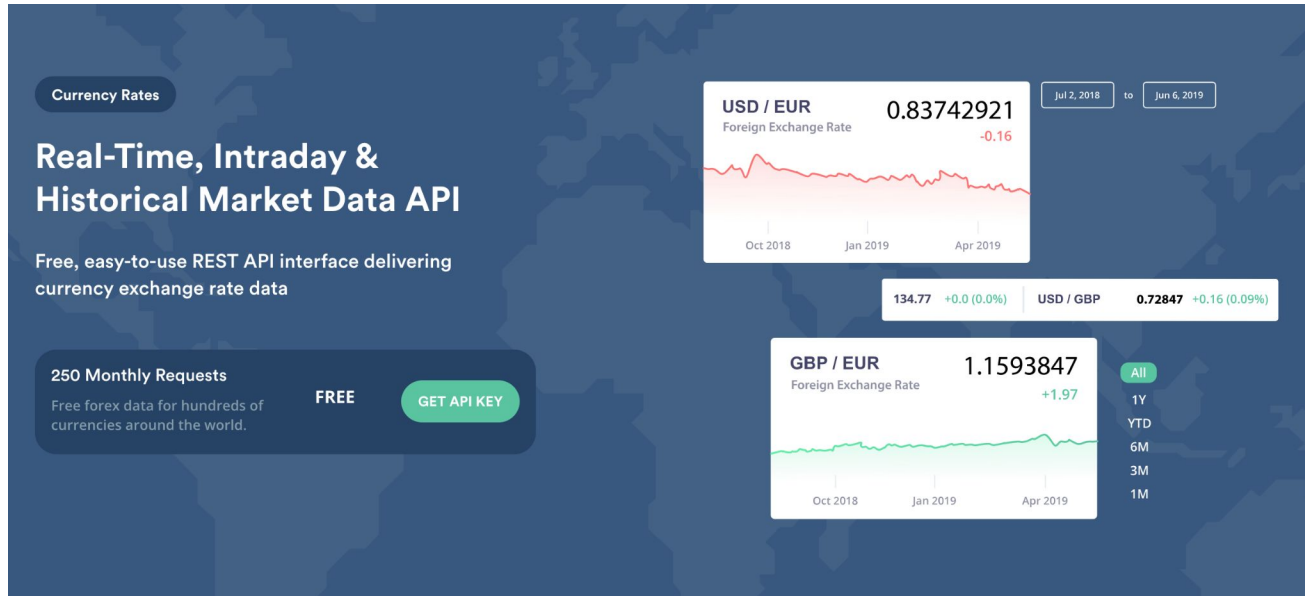 Currency Rates
Real-Time, Intraday &
Historical Market Data API
Free, easy-to-use REST API interface delivering
currency exchange rate data
250 Monthly Requests
Free forex data for hundreds of
currencies around the world.
FREE
GET API KEY
USD / EUR
0.83742921
Foreign Exchange Rate
-0.16
Oct 2018 Jan 2019 Apr 2019
Jul 2, 2018 to Jun 6, 2019
134.77 +0.0 (0.0%) USD / GBP 0.72847 +0.16 (0.09%)
GBP / EUR
1.1593847
Foreign Exchange Rate
+1.97
Oct 2018 Jan 2019 Apr 2019
All
1Y
YTD
6M
3M
1M